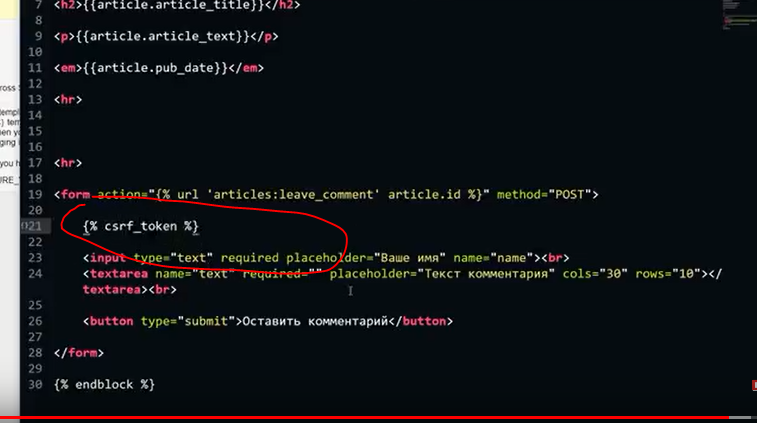 7 <h2>{{article.article_title}}</h2>
8
ross
9 <p>{{article.article_text}}</p>
10
11 <em>{{article.pub_date}}</em>
12
13 <hr>
14
15
16
17 <hr>
18
19 <form action="{% url 'articles:leave_comment' article.id %}" method="POST">
20
21 {% csrf_token %}
22
23 <input type="text" required placeholder="Ваше имя" name="name"><br>
24 <textarea name="text" required="" placeholder="Текст комментария" cols="30" rows="10"></
textarea><br>
25
26 <button type="submit">Оставить комментарий</button>
27
28 </form>
29
30 {% endblock %}